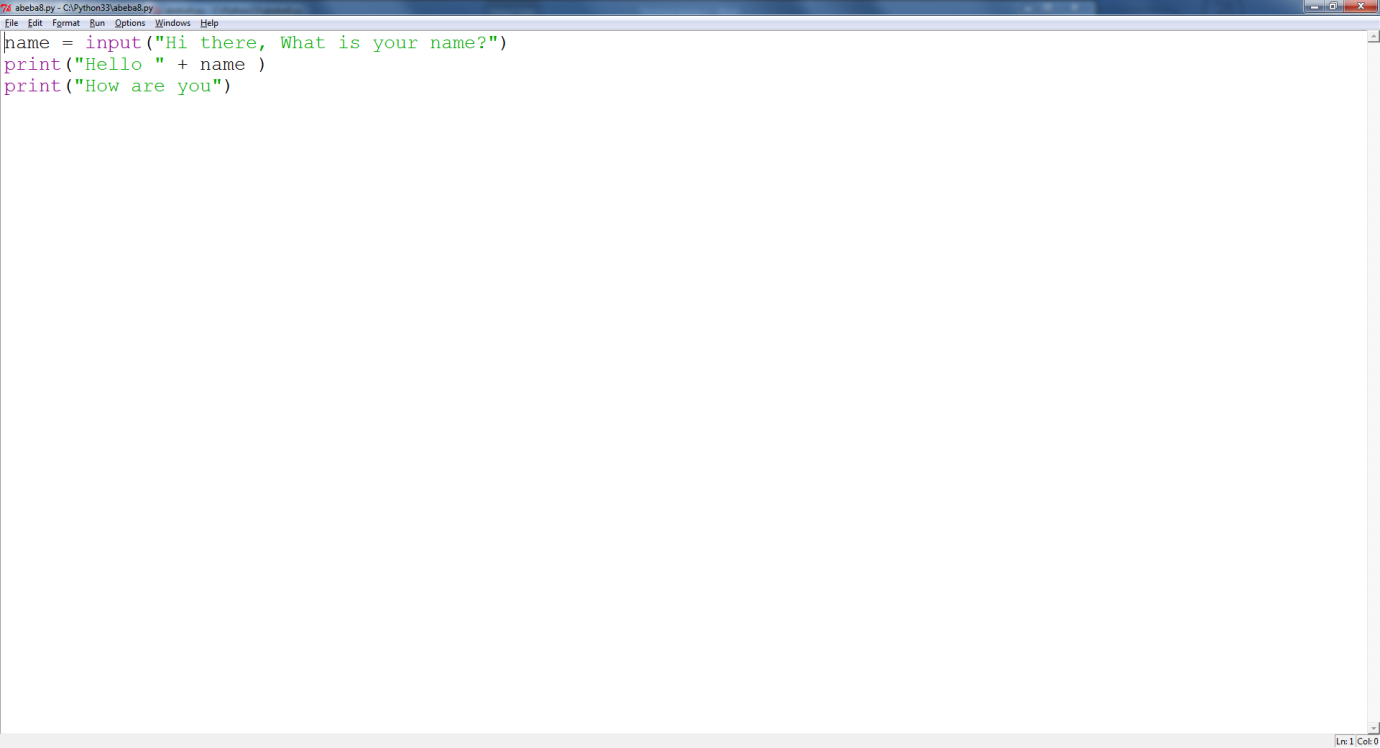 abeba8.py - C:\Python33\abeba8.py
File Edit Format Run Options Windows Help
name = input("Hi there, What is your name?")
print("Hello " + name )
print("How are you")
Ln: 1 Col: 0